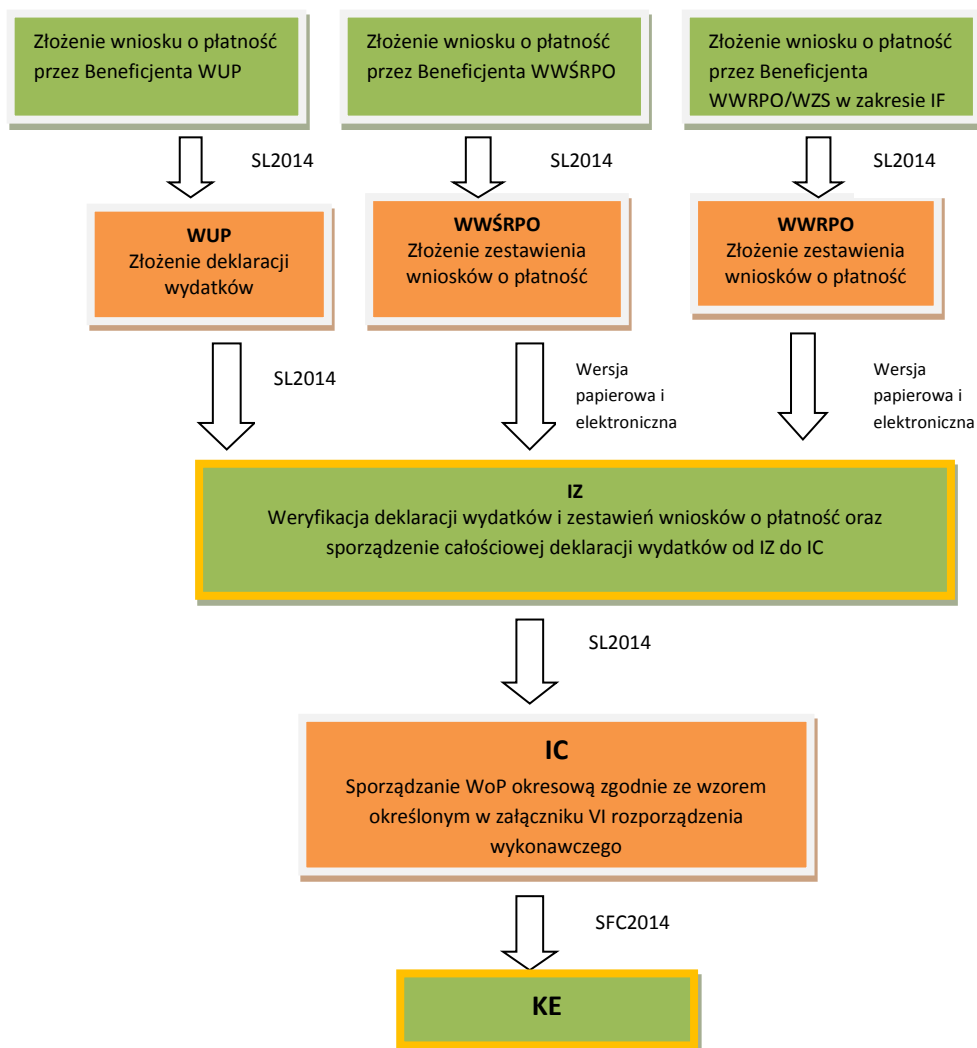 Złożenie wniosku o płatność
przez Beneficjenta WUP
Złożenie wniosku o płatność
przez Beneficjenta WWŚRPO
Złożenie wniosku o płatność
przez Beneficjenta
WWRPO/WZS w zakresie IF
SL2014
SL2014
SL2014
WUP
Złożenie deklaracji
wydatków
WWŚRPO
Złożenie zestawienia
wniosków o płatność
WWRPO
Złożenie zestawienia
wniosków o płatność
SL2014
Wersja
papierowa i
elektroniczna
Wersja
papierowa i
elektroniczna
IZ
Weryfikacja deklaracji wydatków i zestawień wniosków o płatność oraz
sporządzenie całościowej deklaracji wydatków od IZ do IC
SL2014
IC
Sporządzanie WoP okresową zgodnie ze wzorem
określonym w załączniku VI rozporządzenia
wykonawczego
SFC2014
KE